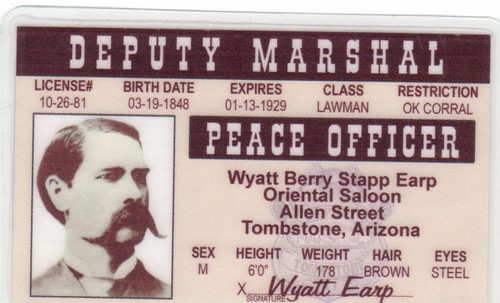 DEPUTY MARSHAL
LICENSE# BIRTH DATE EXPIRES CLASS RESTRICTION
10-26-81 03-19-1848 01-13-1929 LAWMAN OK CORRAL
PEACE OFFICER
Wyatt Berry Stapp Earp
Oriental Saloon
Allen Street
Tombstone, Arizona
SEX HEIGHT WEIGHT HAIR EYES
M 6'0" 178 BROWN STEEL
X Wyatt Earp
SIGNATURE